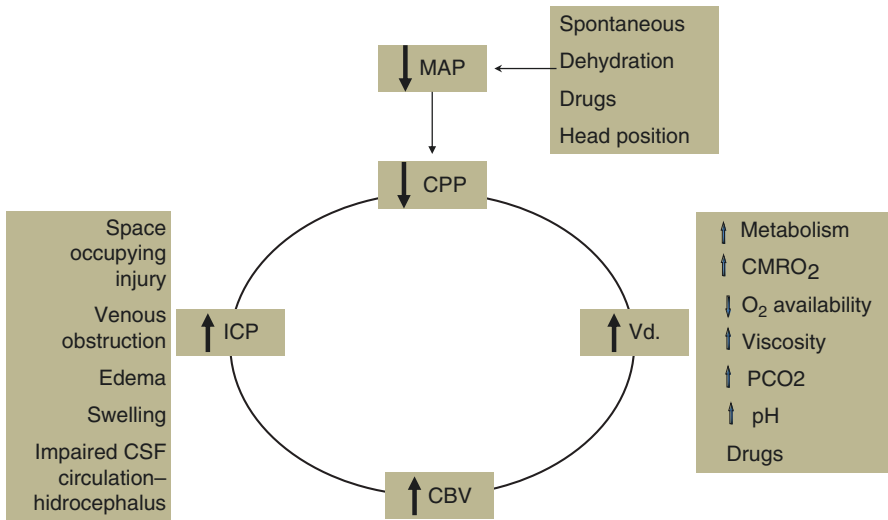 Spontaneous
Dehydration
Drugs
Head position
↓ MAP
↓ CPP
Space
occupying
injury
Venous
obstruction
Edema
Swelling
Impaired CSF
circulation–
hidrocephalus
↑ ICP
↑ Vd.
↑ Metabolism
↑ CMRO2
↓ O2 availability
↑ Viscosity
↑ PCO2
↑ pH
Drugs
↑ CBV